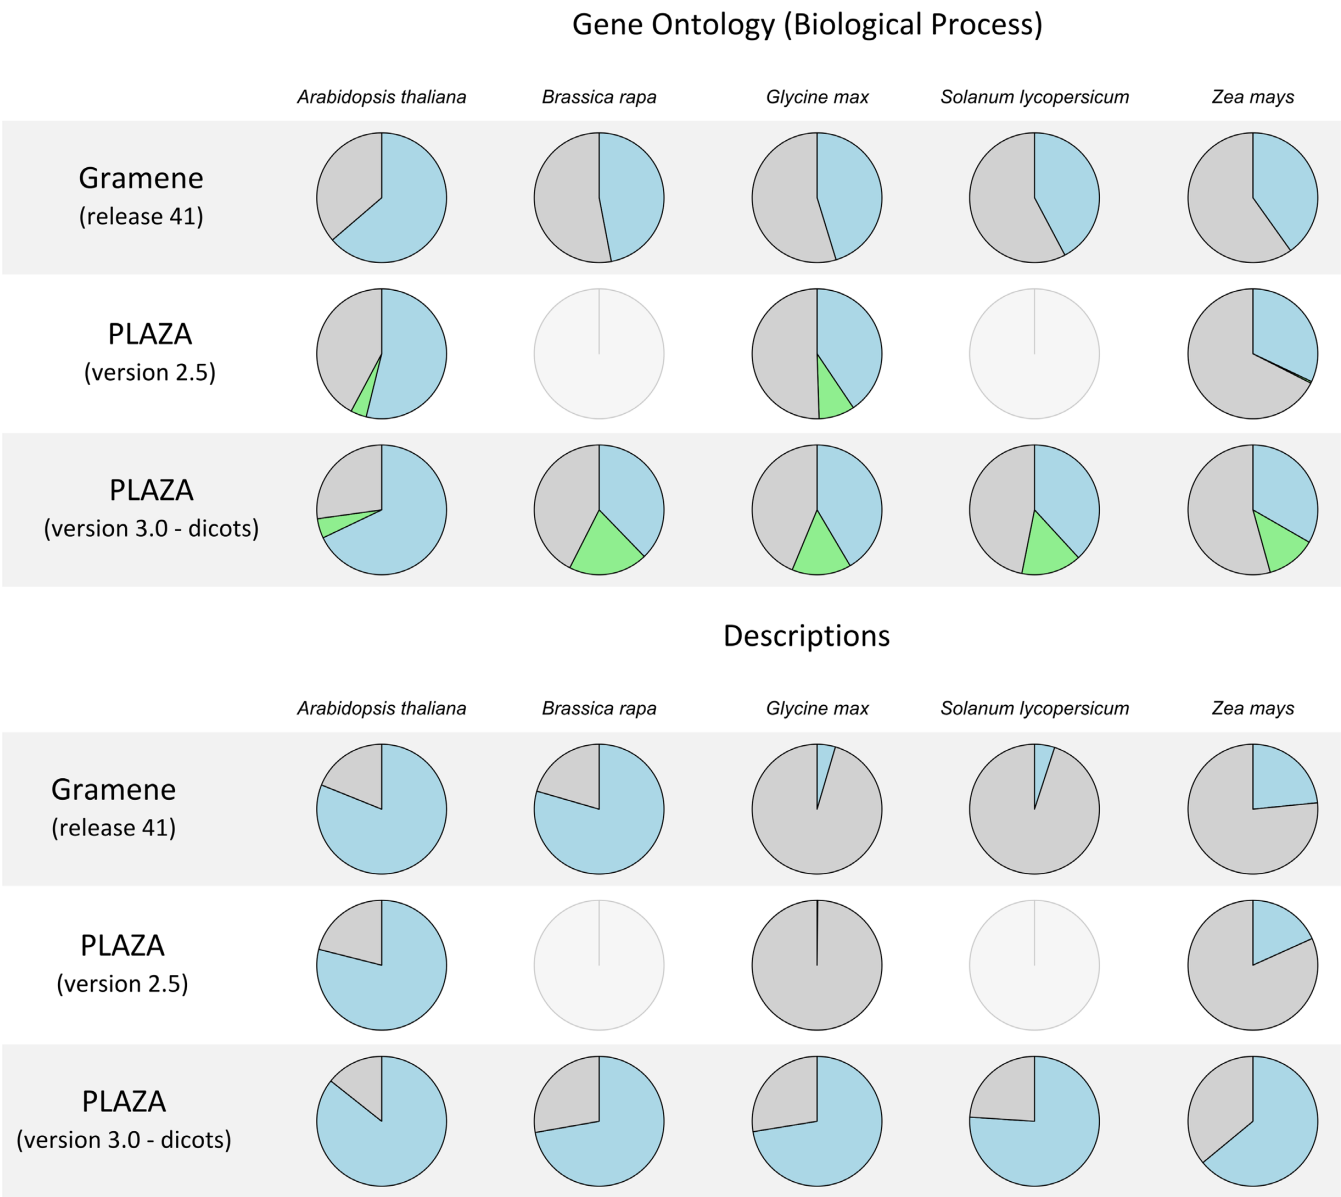 Gene Ontology (Biological Process)
Arabidopsis thaliana
Brassica rapa
Glycine max
Solanum lycopersicum
Zea mays
Gramene
(release 41)
PLAZA
(version 2.5)
PLAZA
(version 3.0 - dicots)
Descriptions
Arabidopsis thaliana
Brassica rapa
Glycine max
Solanum lycopersicum
Zea mays
Gramene
(release 41)
PLAZA
(version 2.5)
PLAZA
(version 3.0 - dicots)